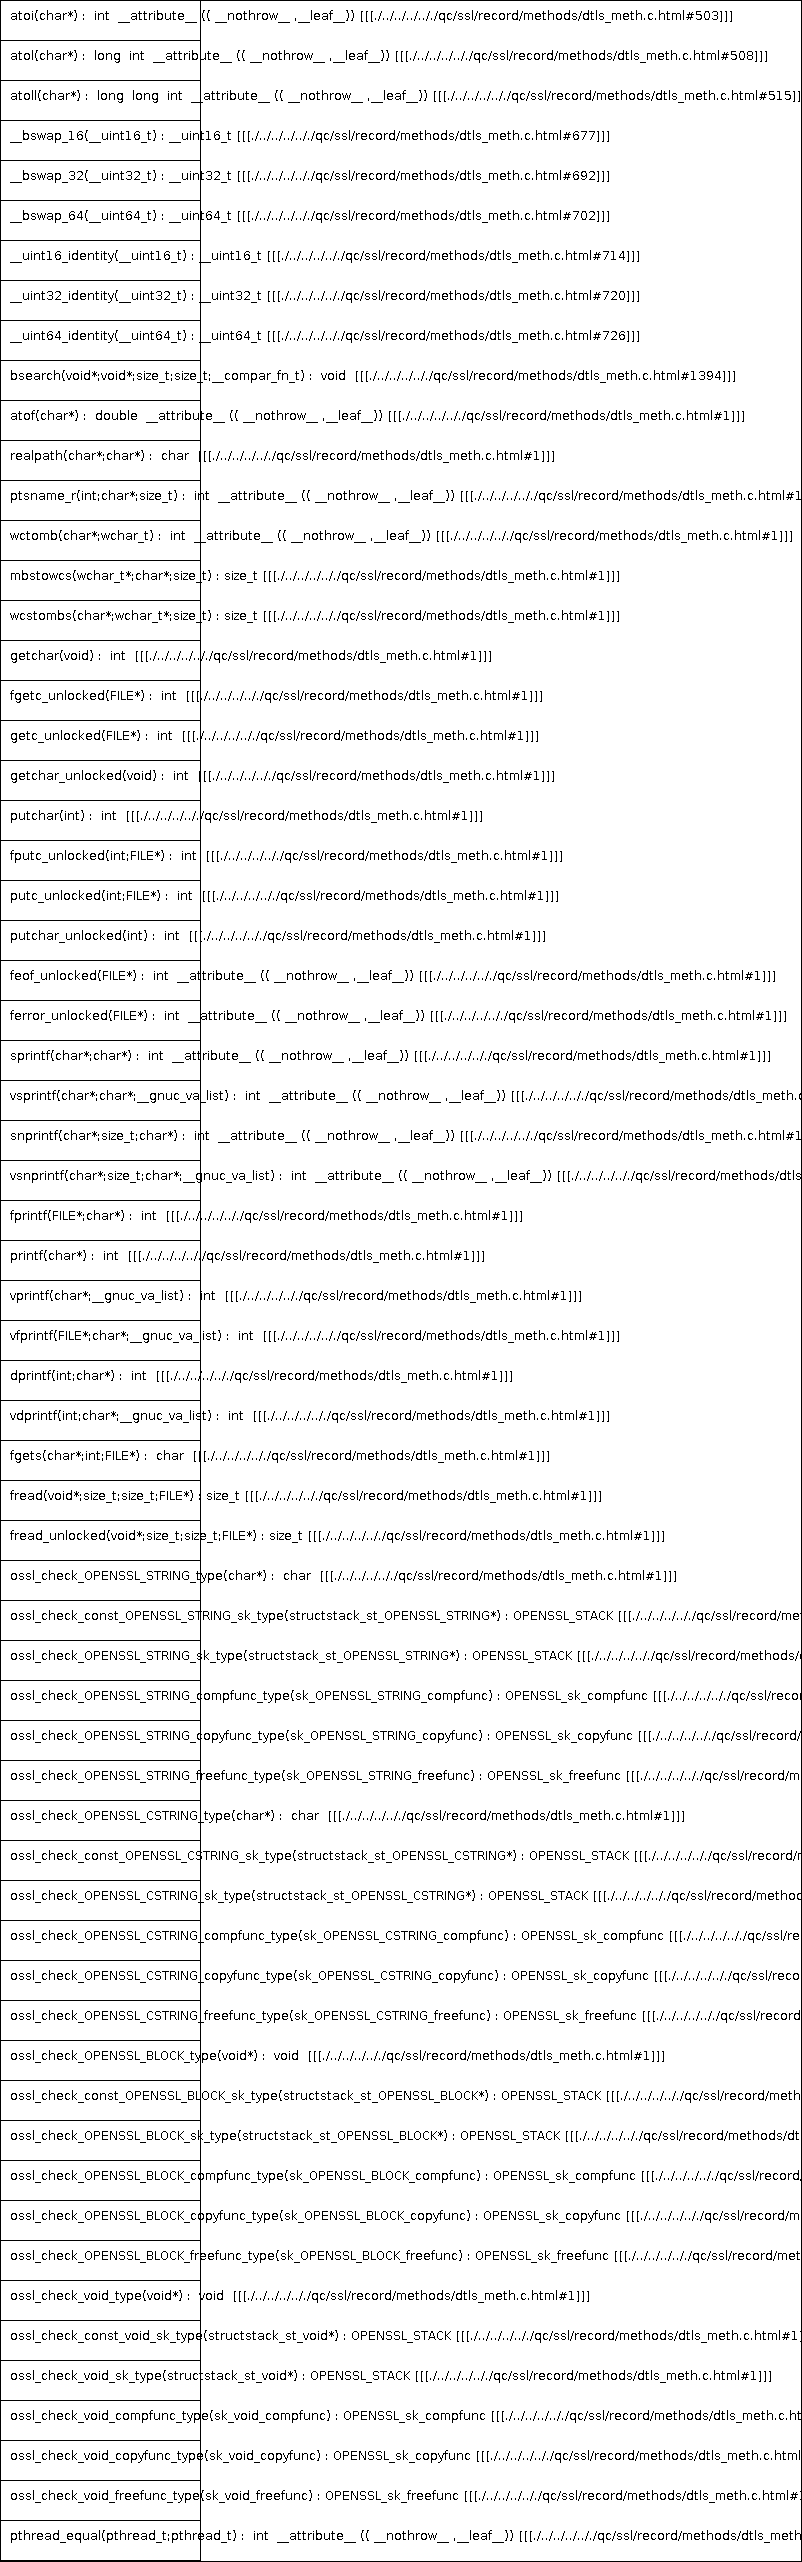 atoi(char*) :  int  __attribute__ (( __nothrow__ ,__leaf__)) [[[./../../../../../qc/ssl/record/methods/dtls_meth.c.html#503]]]
atol(char*) :  long  int  __attribute__ (( __nothrow__ ,__leaf__)) [[[./../../../../../qc/ssl/record/methods/dtls_meth.c.html#508]]]
atoll(char*) :  long  long  int  __attribute__ (( __nothrow__ ,__leaf__)) [[[./../../../../../qc/ssl/record/methods/dtls_meth.c.html#515]]]
__bswap_16(__uint16_t) : __uint16_t [[[./../../../../../qc/ssl/record/methods/dtls_meth.c.html#677]]]
__bswap_32(__uint32_t) : __uint32_t [[[./../../../../../qc/ssl/record/methods/dtls_meth.c.html#692]]]
__bswap_64(__uint64_t) : __uint64_t [[[./../../../../../qc/ssl/record/methods/dtls_meth.c.html#702]]]
__uint16_identity(__uint16_t) : __uint16_t [[[./../../../../../qc/ssl/record/methods/dtls_meth.c.html#714]]]
__uint32_identity(__uint32_t) : __uint32_t [[[./../../../../../qc/ssl/record/methods/dtls_meth.c.html#720]]]
__uint64_identity(__uint64_t) : __uint64_t [[[./../../../../../qc/ssl/record/methods/dtls_meth.c.html#726]]]
bsearch(void*;void*;size_t;size_t;__compar_fn_t) :  void  [[[./../../../../../qc/ssl/record/methods/dtls_meth.c.html#1394]]]
atof(char*) :  double  __attribute__ (( __nothrow__ ,__leaf__)) [[[./../../../../../qc/ssl/record/methods/dtls_meth.c.html#1]]]
realpath(char*;char*) :  char  [[[./../../../../../qc/ssl/record/methods/dtls_meth.c.html#1]]]
ptsname_r(int;char*;size_t) :  int  __attribute__ (( __nothrow__ ,__leaf__)) [[[./../../../../../qc/ssl/record/methods/dtls_meth.c.html#1
wctomb(char*;wchar_t) :  int  __attribute__ (( __nothrow__ ,__leaf__)) [[[./../../../../../qc/ssl/record/methods/dtls_meth.c.html#1]]]
mbstowcs(wchar_t*;char*;size_t) : size_t [[[./../../../../../qc/ssl/record/methods/dtls_meth.c.html#1]]]
wcstombs(char*;wchar_t*;size_t) : size_t [[[./../../../../../qc/ssl/record/methods/dtls_meth.c.html#1]]]
getchar(void) :  int  [[[./../../../../../qc/ssl/record/methods/dtls_meth.c.html#1]]]
fgetc_unlocked(FILE*) :  int  [[[./../../../../../qc/ssl/record/methods/dtls_meth.c.html#1]]]
getc_unlocked(FILE*) :  int  [[[./../../../../../qc/ssl/record/methods/dtls_meth.c.html#1]]]
getchar_unlocked(void) :  int  [[[./../../../../../qc/ssl/record/methods/dtls_meth.c.html#1]]]
putchar(int) :  int  [[[./../../../../../qc/ssl/record/methods/dtls_meth.c.html#1]]]
fputc_unlocked(int;FILE*) :  int  [[[./../../../../../qc/ssl/record/methods/dtls_meth.c.html#1]]]
putc_unlocked(int;FILE*) :  int  [[[./../../../../../qc/ssl/record/methods/dtls_meth.c.html#1]]]
putchar_unlocked(int) :  int  [[[./../../../../../qc/ssl/record/methods/dtls_meth.c.html#1]]]
feof_unlocked(FILE*) :  int  __attribute__ (( __nothrow__ ,__leaf__)) [[[./../../../../../qc/ssl/record/methods/dtls_meth.c.html#1]]]
ferror_unlocked(FILE*) :  int  __attribute__ (( __nothrow__ ,__leaf__)) [[[./../../../../../qc/ssl/record/methods/dtls_meth.c.html#1]]]
sprintf(char*;char*) :  int  __attribute__ (( __nothrow__ ,__leaf__)) [[[./../../../../../qc/ssl/record/methods/dtls_meth.c.html#1]]]
vsprintf(char*;char*;__gnuc_va_list) :  int  __attribute__ (( __nothrow__ ,__leaf__)) [[[./../../../../../qc/ssl/record/methods/dtls_meth.c
snprintf(char*;size_t;char*) :  int  __attribute__ (( __nothrow__ ,__leaf__)) [[[./../../../../../qc/ssl/record/methods/dtls_meth.c.html#1
vsnprintf(char*;size_t;char*;__gnuc_va_list) :  int  __attribute__ (( __nothrow__ ,__leaf__)) [[[./../../../../../qc/ssl/record/methods/dtls
fprintf(FILE*;char*) :  int  [[[./../../../../../qc/ssl/record/methods/dtls_meth.c.html#1]]]
printf(char*) :  int  [[[./../../../../../qc/ssl/record/methods/dtls_meth.c.html#1]]]
vprintf(char*;__gnuc_va_list) :  int  [[[./../../../../../qc/ssl/record/methods/dtls_meth.c.html#1]]]
vfprintf(FILE*;char*;__gnuc_va_list) :  int  [[[./../../../../../qc/ssl/record/methods/dtls_meth.c.html#1]]]
dprintf(int;char*) :  int  [[[./../../../../../qc/ssl/record/methods/dtls_meth.c.html#1]]]
vdprintf(int;char*;__gnuc_va_list) :  int  [[[./../../../../../qc/ssl/record/methods/dtls_meth.c.html#1]]]
fgets(char*;int;FILE*) :  char  [[[./../../../../../qc/ssl/record/methods/dtls_meth.c.html#1]]]
fread(void*;size_t;size_t;FILE*) : size_t [[[./../../../../../qc/ssl/record/methods/dtls_meth.c.html#1]]]
fread_unlocked(void*;size_t;size_t;FILE*) : size_t [[[./../../../../../qc/ssl/record/methods/dtls_meth.c.html#1]]]
ossl_check_OPENSSL_STRING_type(char*) :  char  [[[./../../../../../qc/ssl/record/methods/dtls_meth.c.html#1]]]
ossl_check_const_OPENSSL_STRING_sk_type(structstack_st_OPENSSL_STRING*) : OPENSSL_STACK [[[./../../../../../qc/ssl/record/me
ossl_check_OPENSSL_STRING_sk_type(structstack_st_OPENSSL_STRING*) : OPENSSL_STACK [[[./../../../../../qc/ssl/record/methods/
ossl_check_OPENSSL_STRING_compfunc_type(sk_OPENSSL_STRING_compfunc) : OPENSSL_sk_compfunc [[[./../../../../../qc/ssl/reco
ossl_check_OPENSSL_STRING_copyfunc_type(sk_OPENSSL_STRING_copyfunc) : OPENSSL_sk_copyfunc [[[./../../../../../qc/ssl/record/
ossl_check_OPENSSL_STRING_freefunc_type(sk_OPENSSL_STRING_freefunc) : OPENSSL_sk_freefunc [[[./../../../../../qc/ssl/record/m
ossl_check_OPENSSL_CSTRING_type(char*) :  char  [[[./../../../../../qc/ssl/record/methods/dtls_meth.c.html#1]]]
ossl_check_const_OPENSSL_CSTRING_sk_type(structstack_st_OPENSSL_CSTRING*) : OPENSSL_STACK [[[./../../../../../qc/ssl/record/
ossl_check_OPENSSL_CSTRING_sk_type(structstack_st_OPENSSL_CSTRING*) : OPENSSL_STACK [[[./../../../../../qc/ssl/record/metho
ossl_check_OPENSSL_CSTRING_compfunc_type(sk_OPENSSL_CSTRING_compfunc) : OPENSSL_sk_compfunc [[[./../../../../../qc/ssl/re
ossl_check_OPENSSL_CSTRING_copyfunc_type(sk_OPENSSL_CSTRING_copyfunc) : OPENSSL_sk_copyfunc [[[./../../../../../qc/ssl/reco
ossl_check_OPENSSL_CSTRING_freefunc_type(sk_OPENSSL_CSTRING_freefunc) : OPENSSL_sk_freefunc [[[./../../../../../qc/ssl/record
ossl_check_OPENSSL_BLOCK_type(void*) :  void  [[[./../../../../../qc/ssl/record/methods/dtls_meth.c.html#1]]]
ossl_check_const_OPENSSL_BLOCK_sk_type(structstack_st_OPENSSL_BLOCK*) : OPENSSL_STACK [[[./../../../../../qc/ssl/record/meth
ossl_check_OPENSSL_BLOCK_sk_type(structstack_st_OPENSSL_BLOCK*) : OPENSSL_STACK [[[./../../../../../qc/ssl/record/methods/dt
ossl_check_OPENSSL_BLOCK_compfunc_type(sk_OPENSSL_BLOCK_compfunc) : OPENSSL_sk_compfunc [[[./../../../../../qc/ssl/record
ossl_check_OPENSSL_BLOCK_copyfunc_type(sk_OPENSSL_BLOCK_copyfunc) : OPENSSL_sk_copyfunc [[[./../../../../../qc/ssl/record/m
ossl_check_OPENSSL_BLOCK_freefunc_type(sk_OPENSSL_BLOCK_freefunc) : OPENSSL_sk_freefunc [[[./../../../../../qc/ssl/record/met
ossl_check_void_type(void*) :  void  [[[./../../../../../qc/ssl/record/methods/dtls_meth.c.html#1]]]
ossl_check_const_void_sk_type(structstack_st_void*) : OPENSSL_STACK [[[./../../../../../qc/ssl/record/methods/dtls_meth.c.html#1]
ossl_check_void_sk_type(structstack_st_void*) : OPENSSL_STACK [[[./../../../../../qc/ssl/record/methods/dtls_meth.c.html#1]]]
ossl_check_void_compfunc_type(sk_void_compfunc) : OPENSSL_sk_compfunc [[[./../../../../../qc/ssl/record/methods/dtls_meth.c.ht
ossl_check_void_copyfunc_type(sk_void_copyfunc) : OPENSSL_sk_copyfunc [[[./../../../../../qc/ssl/record/methods/dtls_meth.c.html
ossl_check_void_freefunc_type(sk_void_freefunc) : OPENSSL_sk_freefunc [[[./../../../../../qc/ssl/record/methods/dtls_meth.c.html#1
pthread_equal(pthread_t;pthread_t) :  int  __attribute__ (( __nothrow__ ,__leaf__)) [[[./../../../../../qc/ssl/record/methods/dtls_meth